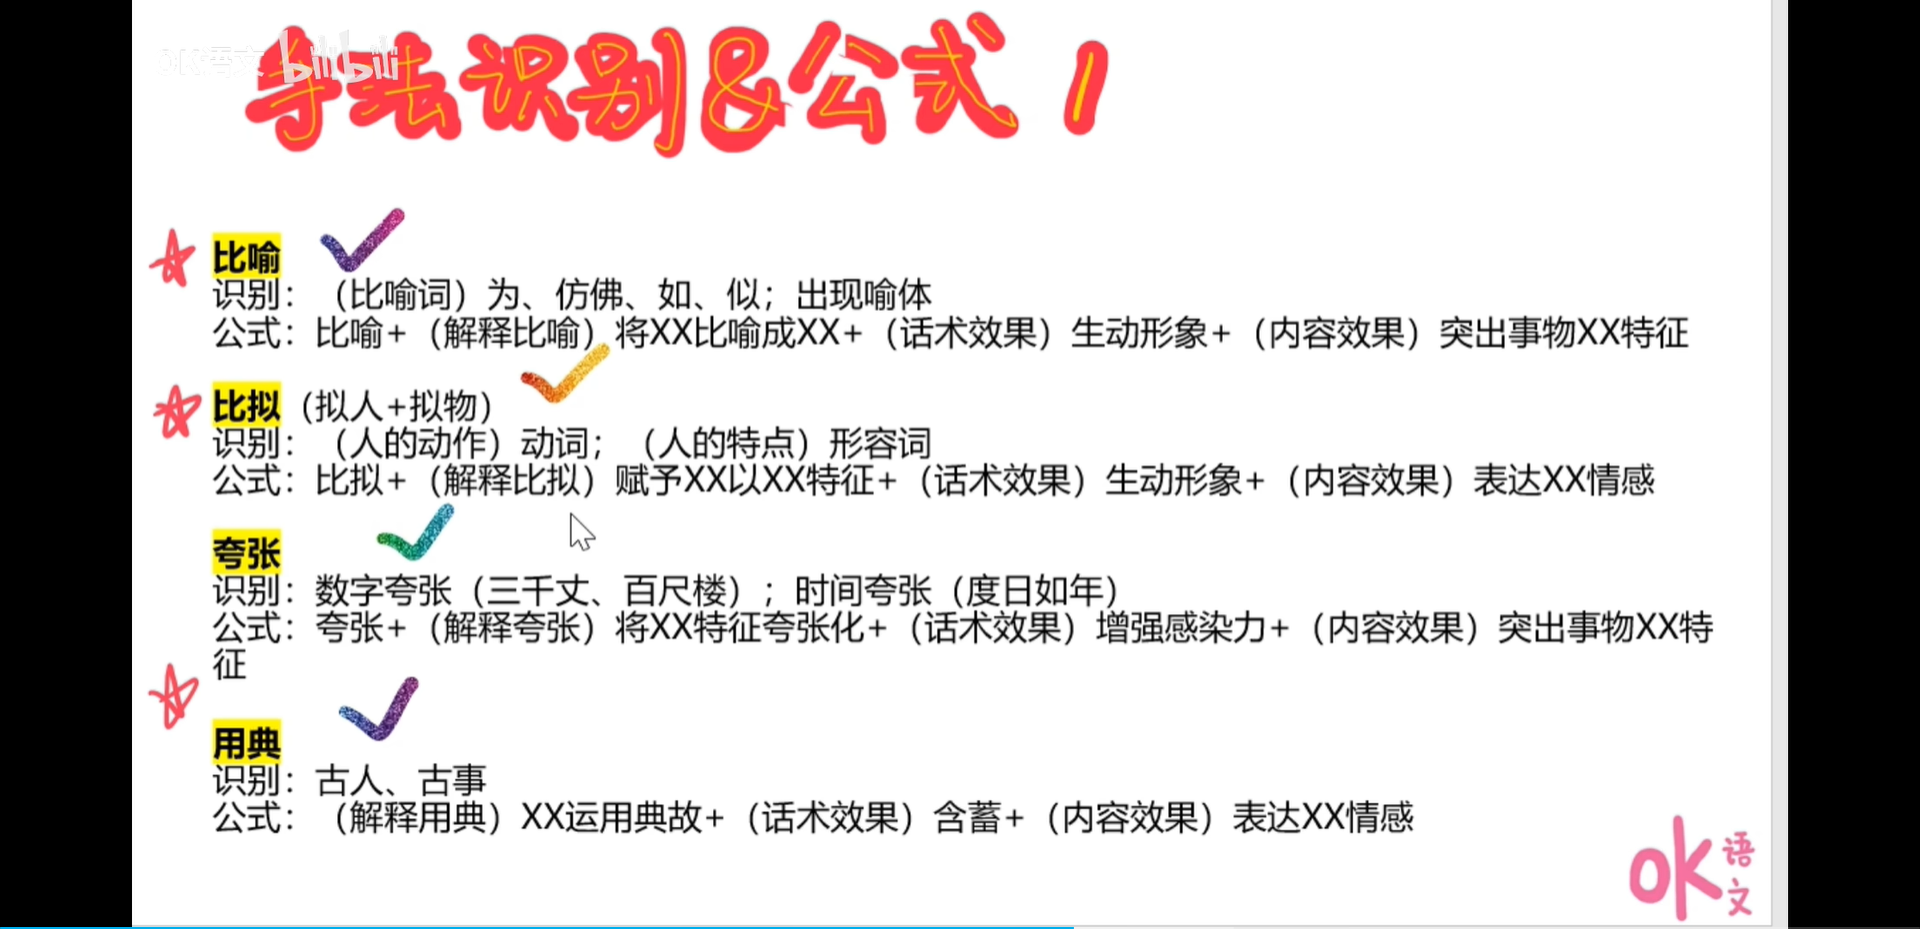 OK语文 bilibili
手法识别&公式 1
比喻
识别：（比喻词）为、仿佛、如、似；出现喻体
公式：比喻+（解释比喻）将XX比喻成XX+（话术效果）生动形象+（内容效果）突出事物XX特征
比拟（拟人+拟物）
识别：（人的动作）动词；（人的特点）形容词
公式：比拟+（解释比拟）赋予XX以XX特征+（话术效果）生动形象+（内容效果）表达XX情感
夸张
识别：数字夸张（三千丈、百尺楼）；时间夸张（度日如年）
公式：夸张+（解释夸张）将XX特征夸张化+（话术效果）增强感染力+（内容效果）突出事物XX特
征
用典
识别：古人、古事
公式：（解释用典）XX运用典故+（话术效果）含蓄+（内容效果）表达XX情感
OK语文